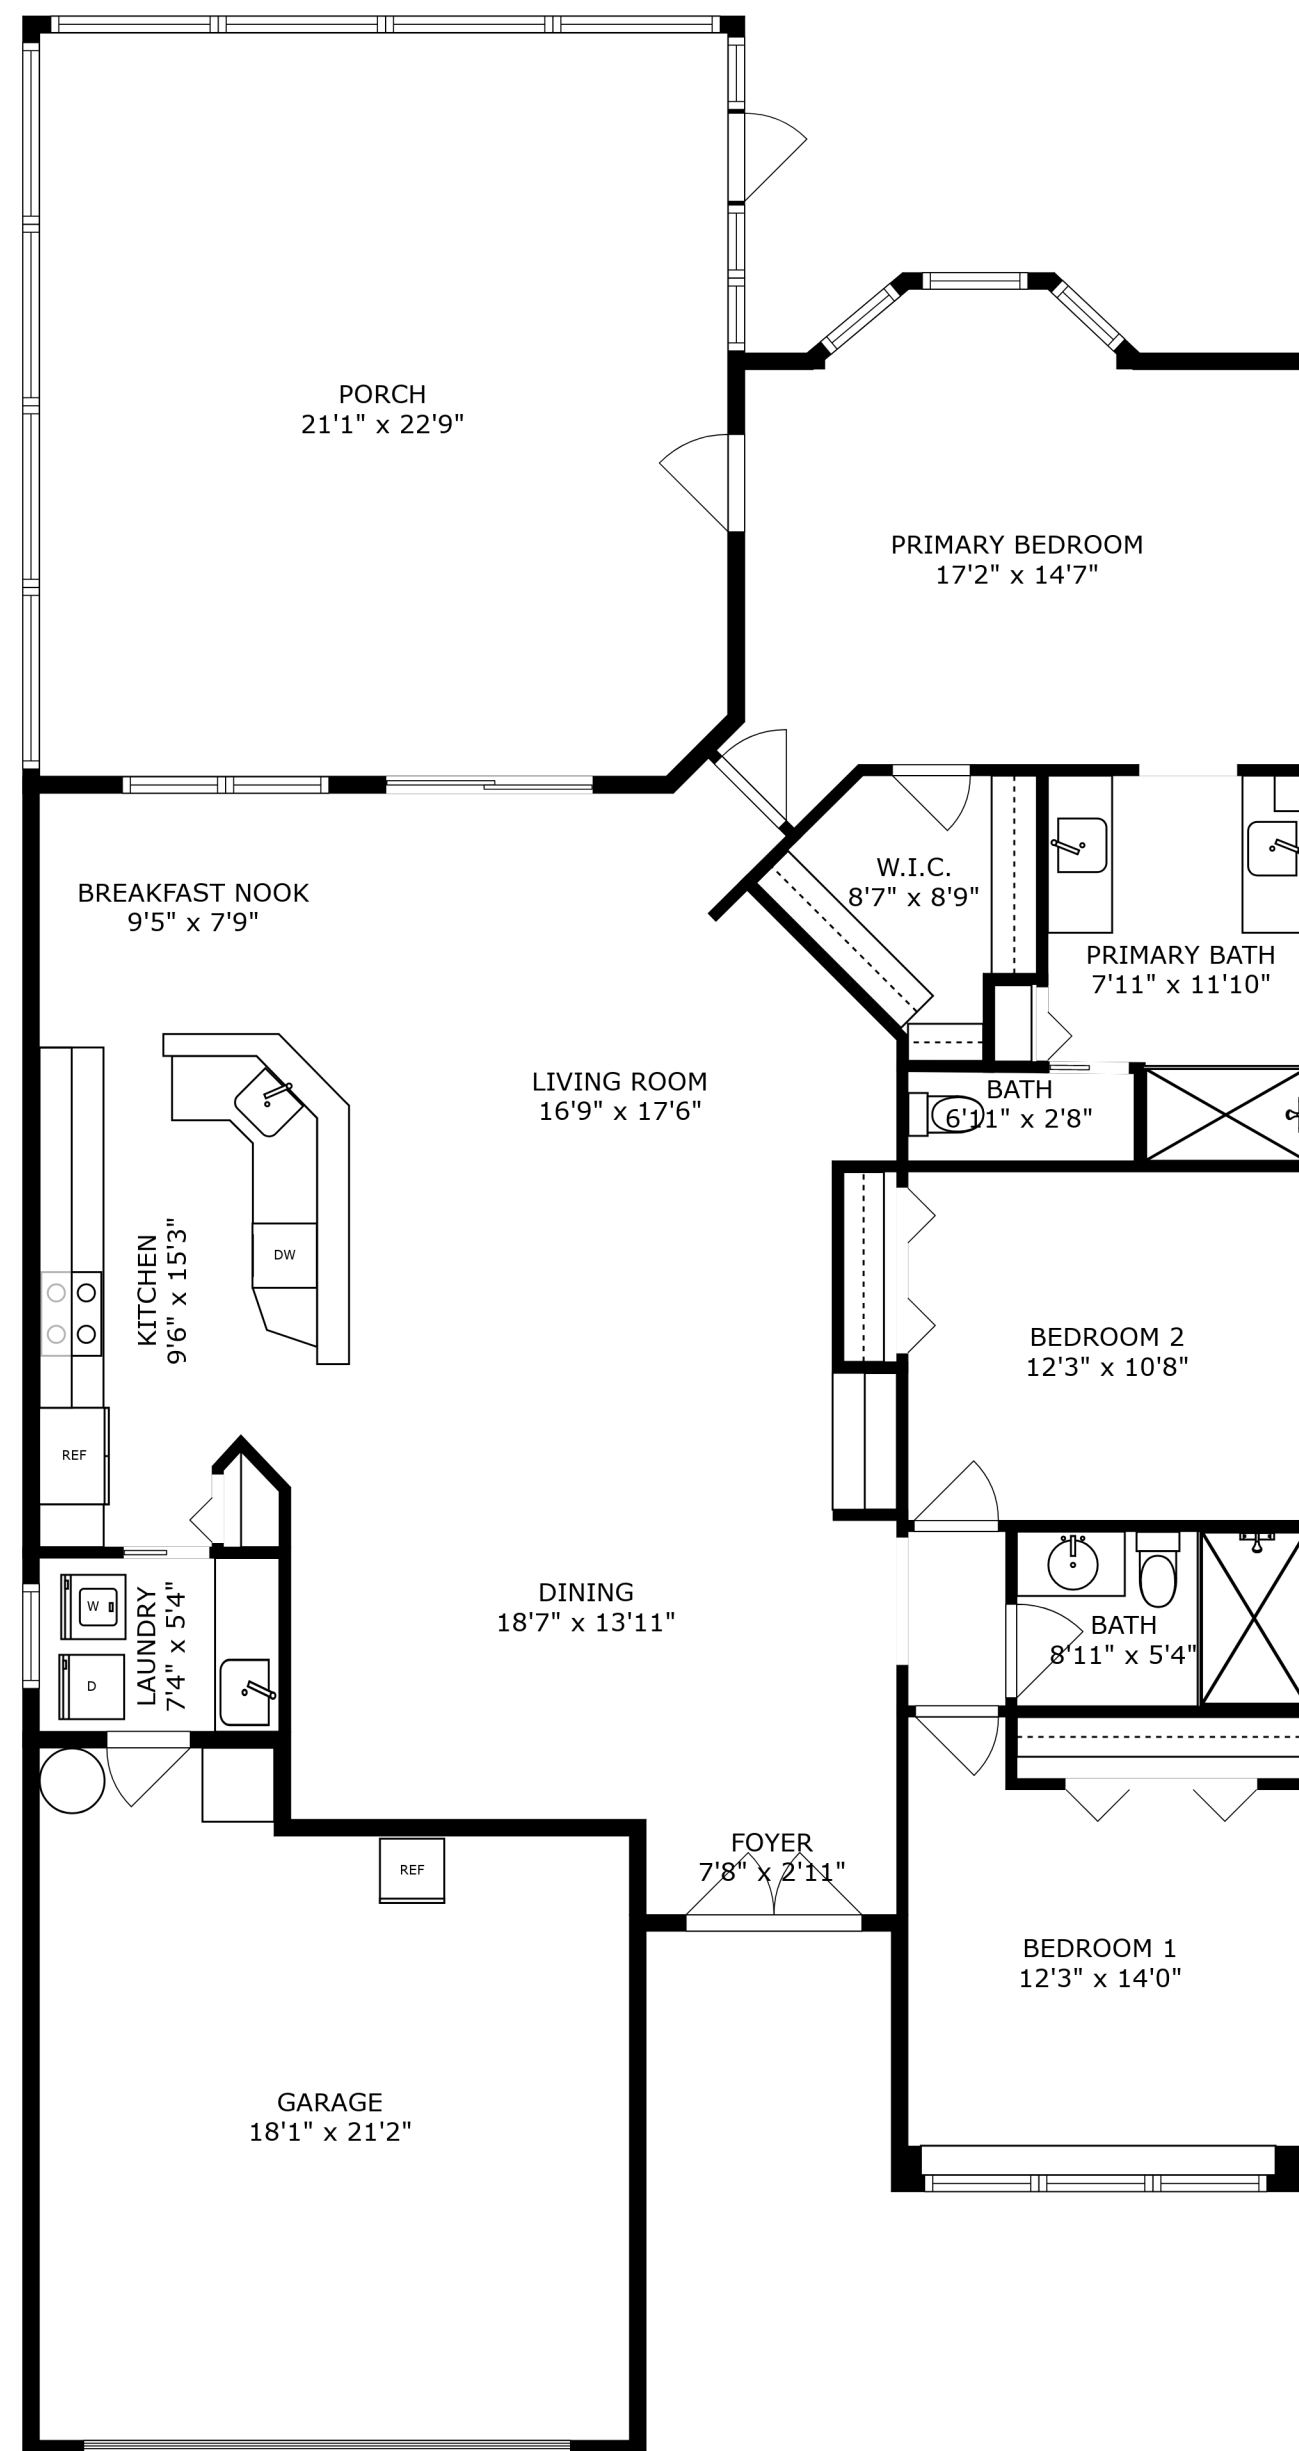 PORCH
21'1" x 22'9"
PRIMARY BEDROOM
17'2" x 14'7"
W.I.C.
8'7" x 8'9"
BREAKFAST NOOK
9'5" x 7'9"
PRIMARY BATH
7'11" x 11'10"
LIVING ROOM
16'9" x 17'6"
BATH
6'11" x 2'8"
KITCHEN
9'6" x 15'3"
DW
BEDROOM 2
12'3" x 10'8"
REF
DINING
18'7" x 13'11"
LAUNDRY
7'4" x 5'4"
W
D
BATH
8'11" x 5'4"
FOYER
7'8" x 2'11"
REF
BEDROOM 1
12'3" x 14'0"
GARAGE
18'1" x 21'2"